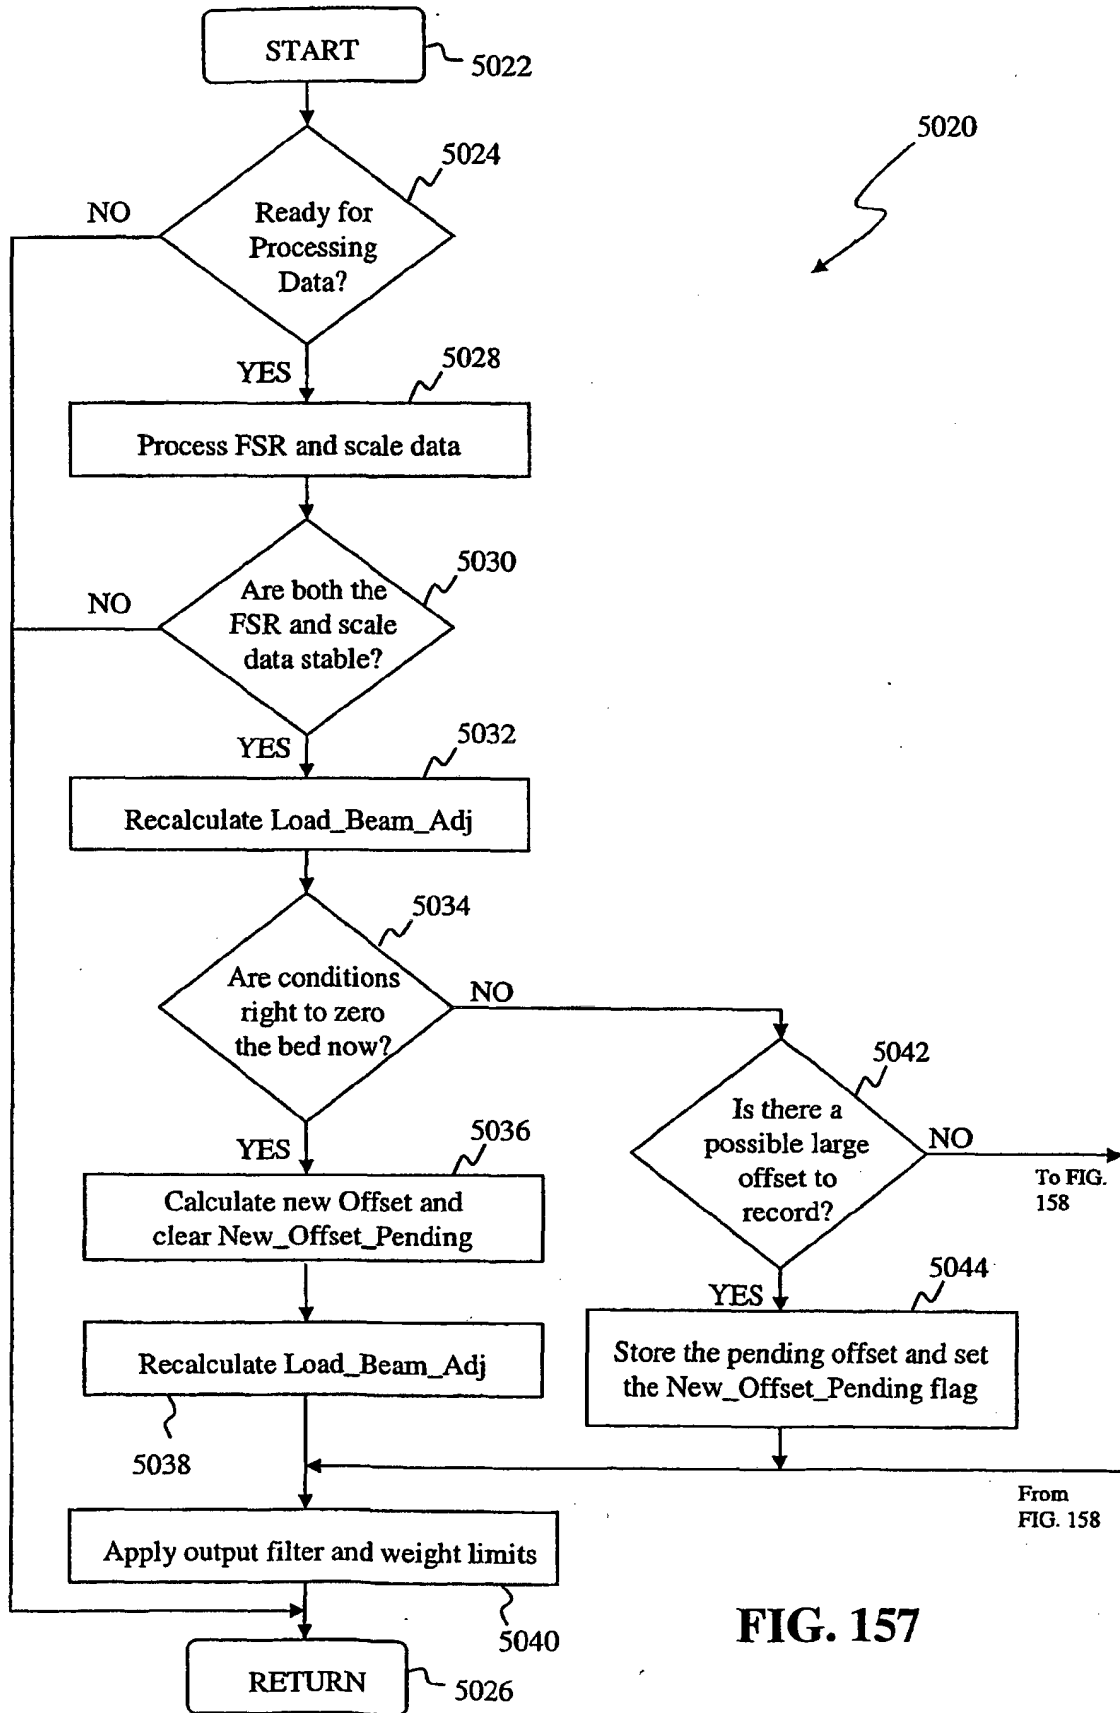 START
5022
5020
5024
NO
Ready for
Processing
Data?
YES
5028
Process FSR and scale data
5030
NO
Are both the
FSR and scale
data stable?
YES
5032
Recalculate Load_Beam_Adj
5034
Are conditions
right to zero
the bed now?
NO
5042
Is there a
possible large
offset to
record?
NO
To FIG.
158
YES
5036
Calculate new Offset and
clear New_Offset_Pending
YES
5044
Store the pending offset and set
the New_Offset_Pending flag
Recalculate Load_Beam_Adj
5038
From
FIG. 158
Apply output filter and weight limits
5040
RETURN
5026
FIG. 157